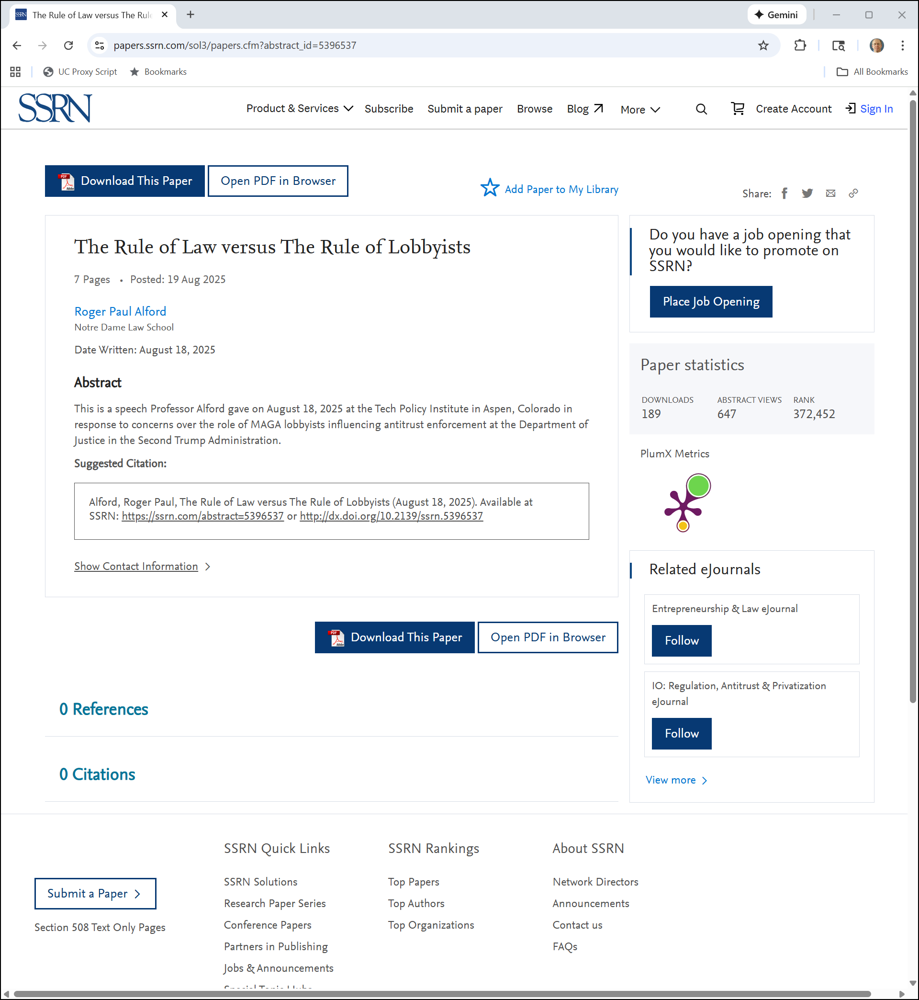 SSRN The Rule of Law versus The Rule
Gemini
papers.ssrn.com/sol3/papers.cfm?abstract_id=5396537
UC Proxy Script Bookmarks All Bookmarks
SSRN
Product & Services Subscribe Submit a paper Browse Blog More Create Account Sign In
Download This Paper Open PDF in Browser
Add Paper to My Library
Share:
The Rule of Law versus The Rule of Lobbyists
7 Pages • Posted: 19 Aug 2025
Roger Paul Alford
Notre Dame Law School
Date Written: August 18, 2025
Abstract
This is a speech Professor Alford gave on August 18, 2025 at the Tech Policy Institute in Aspen, Colorado in
response to concerns over the role of MAGA lobbyists influencing antitrust enforcement at the Department of
Justice in the Second Trump Administration.
Suggested Citation:
Alford, Roger Paul, The Rule of Law versus The Rule of Lobbyists (August 18, 2025). Available at
SSRN: https://ssrn.com/abstract=5396537 or http://dx.doi.org/10.2139/ssrn.5396537
Show Contact Information
Download This Paper Open PDF in Browser
0 References
0 Citations
Do you have a job opening that
you would like to promote on
SSRN?
Place Job Opening
Paper statistics
DOWNLOADS ABSTRACT VIEWS RANK
189 647 372,452
PlumX Metrics
Related eJournals
Entrepreneurship & Law eJournal
Follow
IO: Regulation, Antitrust & Privatization
eJournal
Follow
View more
Submit a Paper
Section 508 Text Only Pages
SSRN Quick Links
SSRN Solutions
Research Paper Series
Conference Papers
Partners in Publishing
Jobs & Announcements
Special Topic Hubs
SSRN Rankings
Top Papers
Top Authors
Top Organizations
About SSRN
Network Directors
Announcements
Contact us
FAQs